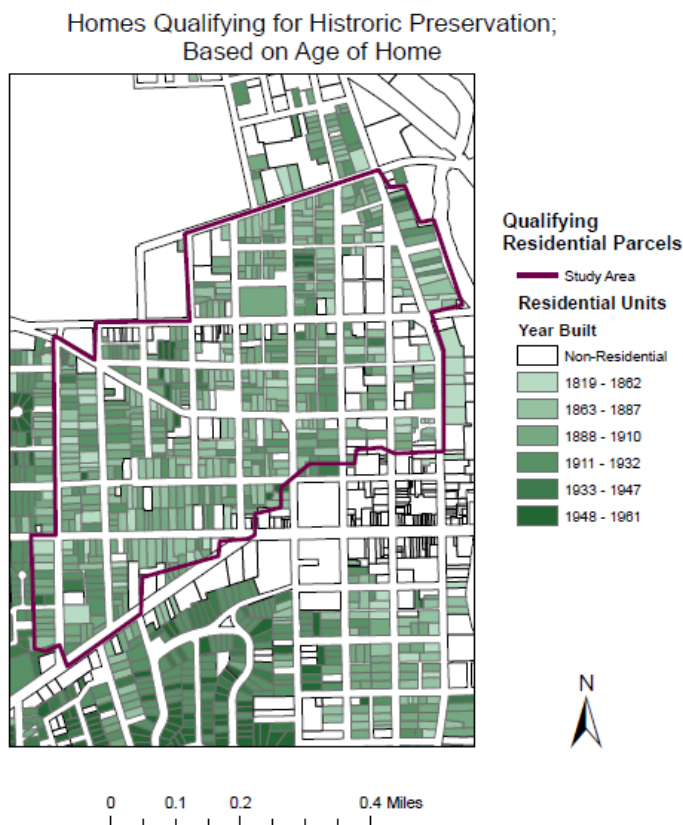 Homes Qualifying for Histroric Preservation;
Based on Age of Home
Qualifying
Residential Parcels
Study Area
Residential Units
Year Built
Non-Residential
1819 - 1862
1863 - 1887
1888 - 1910
1911 - 1932
1933 - 1947
1948 - 1961
N
0 0.1 0.2 0.4 Miles